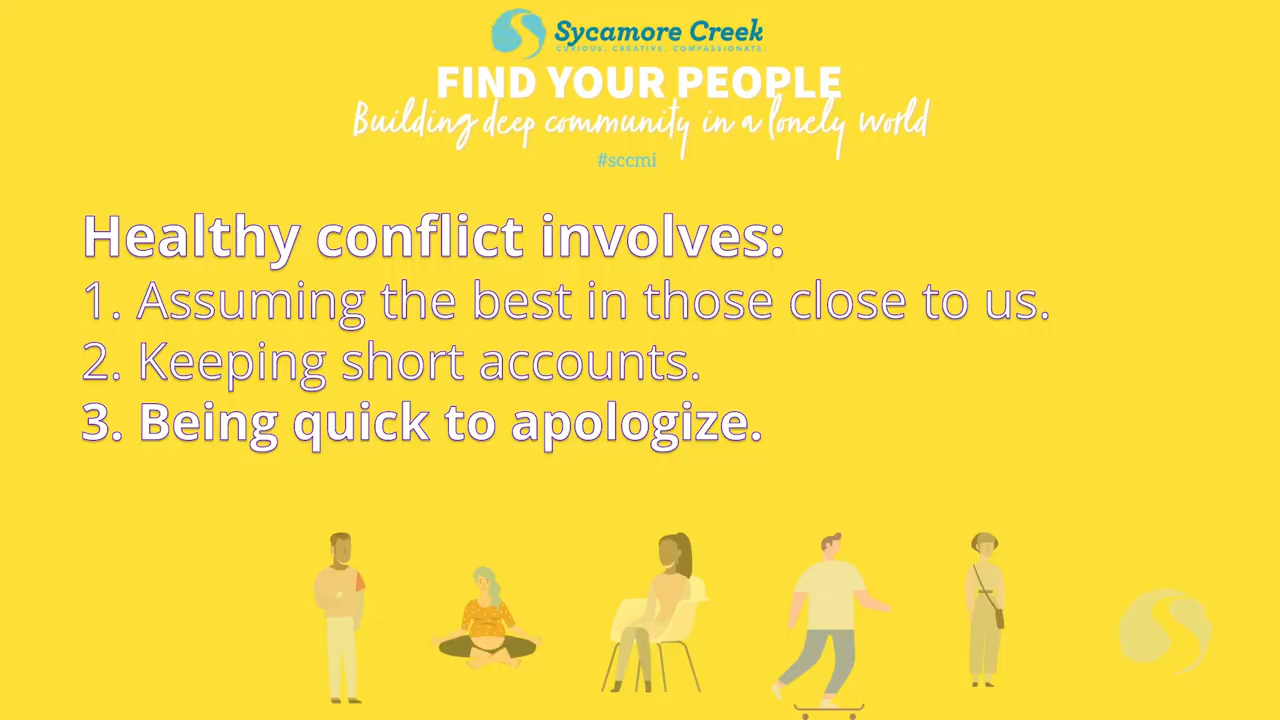 Sycamore Creek
CURIOUS. CREATIVE. COMPASSIONATE.
FIND YOUR PEOPLE
Building deep community in a lonely world
#sccmi
Healthy conflict involves:
1. Assuming the best in those close to us.
2. Keeping short accounts.
3. Being quick to apologize.